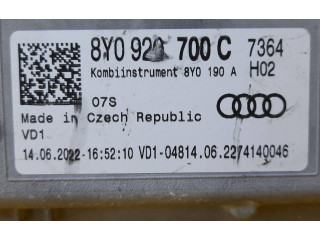 8Y0 920 700 C 7364
Kombiinstrument 8Y0 190 A H02
07S
Made in Czech Republic
VD1
14.06.2022-16:52:10 VD1-04814.06.2274140046